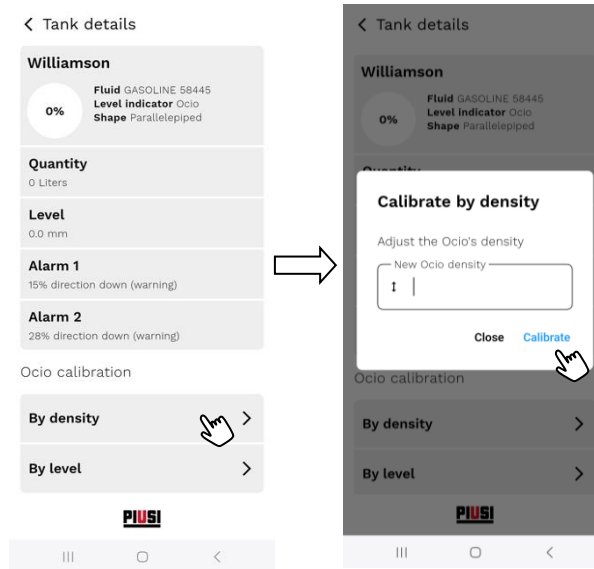 Tank details
Williamson
0%
Fluid GASOLINE 58445
Level indicator Ocio
Shape Parallelepiped
Quantity
0 Liters
Level
0.0 mm
Alarm 1
15% direction down (warning)
Alarm 2
28% direction down (warning)
Ocio calibration
By density
By level
PIUSI
Tank details
Williamson
0%
Fluid GASOLINE 58445
Level indicator Ocio
Shape Parallelepiped
Quantity
Calibrate by density
Adjust the Ocio's density
New Ocio density
Close Calibrate
Ocio calibration
By density
By level
PIUSI